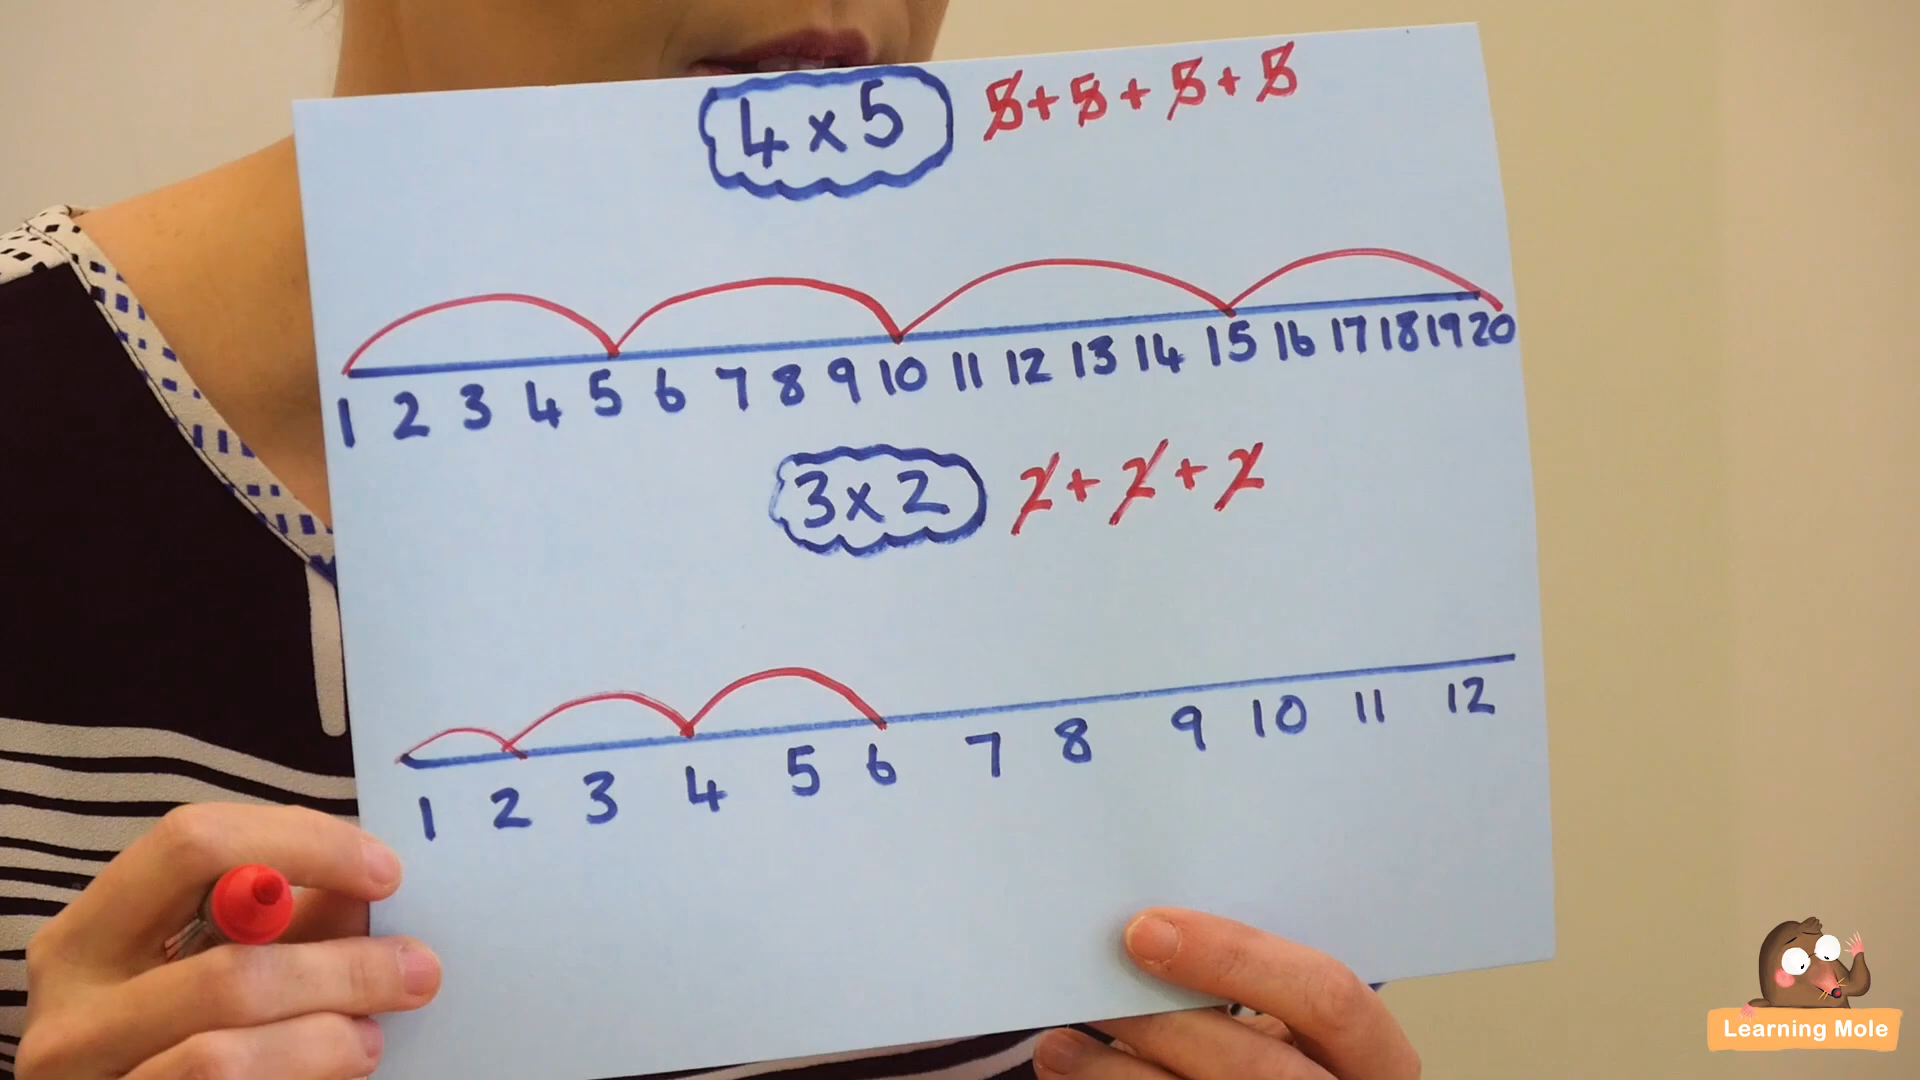 4 x 5 5 + 5 + 5 + 5
1 2 3 4 5 6 7 8 9 10 11 12 13 14 15 16 17 18 19 20
3 x 2 2 + 2 + 2
1 2 3 4 5 6 7 8 9 10 11 12
Learning Mole